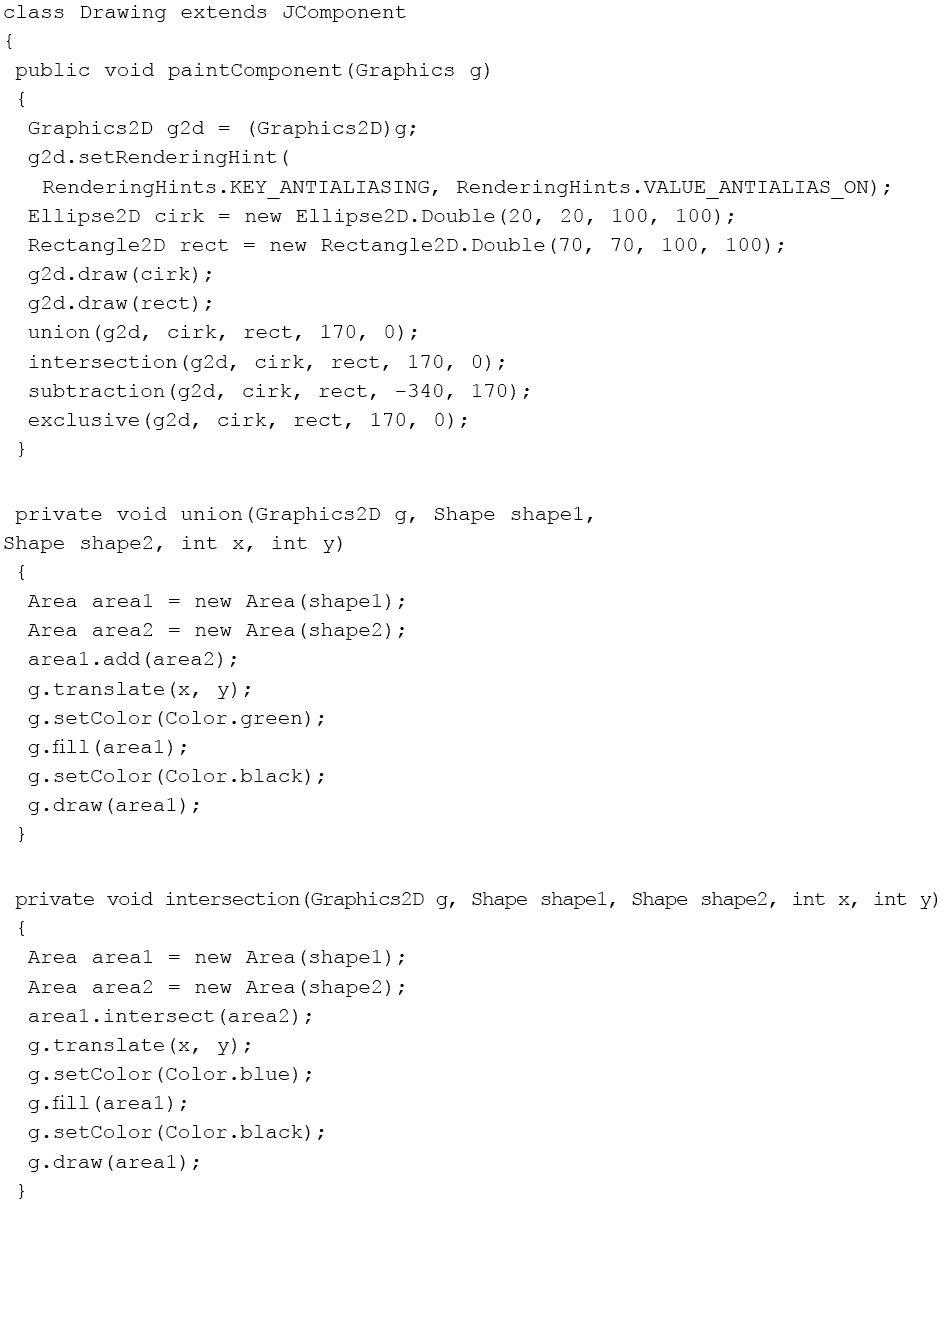 class Drawing extends JComponent
{
public void paintComponent(Graphics g)
{
Graphics2D g2d = (Graphics2D)g;
g2d.setRenderingHint(
RenderingHints.KEY_ANTIALIASING, RenderingHints.VALUE_ANTIALIAS_ON);
Ellipse2D cirk = new Ellipse2D.Double(20, 20, 100, 100);
Rectangle2D rect = new Rectangle2D.Double(70, 70, 100, 100);
g2d.draw(cirk);
g2d.draw(rect);
union(g2d, cirk, rect, 170, 0);
intersection(g2d, cirk, rect, 170, 0);
subtraction(g2d, cirk, rect, -340, 170);
exclusive(g2d, cirk, rect, 170, 0);
}
private void union(Graphics2D g, Shape shape1,
Shape shape2, int x, int y)
{
Area area1 = new Area(shape1);
Area area2 = new Area(shape2);
area1.add(area2);
g.translate(x, y);
g.setColor(Color.green);
g.fill(area1);
g.setColor(Color.black);
g.draw(area1);
}
private void intersection(Graphics2D g, Shape shape1, Shape shape2, int x, int y)
{
Area area1 = new Area(shape1);
Area area2 = new Area(shape2);
area1.intersect(area2);
g.translate(x, y);
g.setColor(Color.blue);
g.fill(area1);
g.setColor(Color.black);
g.draw(area1);
}